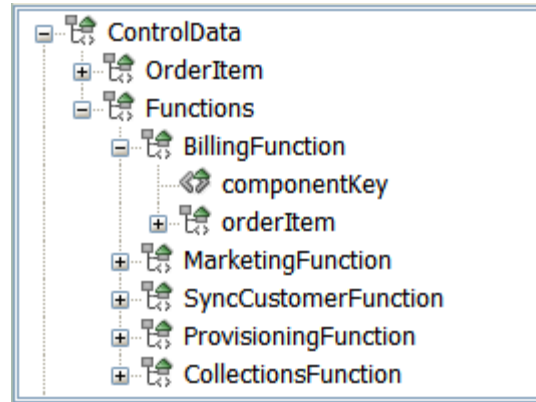 ControlData
OrderItem
Functions
BillingFunction
componentKey
orderItem
MarketingFunction
SyncCustomerFunction
ProvisioningFunction
CollectionsFunction